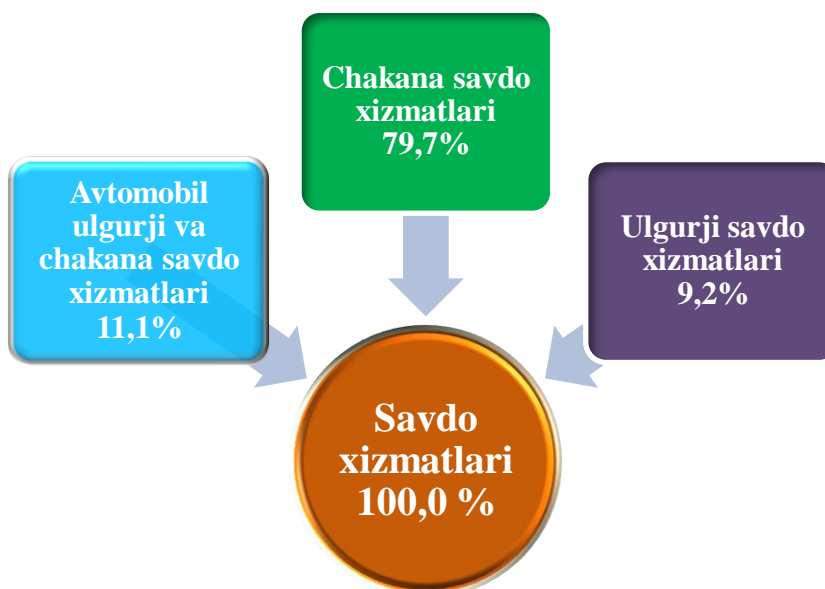 Chakana savdo
xizmatlari
79,7%
Avtomobil
ulgurji va
chakana savdo
xizmatlari
11,1%
Ulgurji savdo
xizmatlari
9,2%
Savdo
xizmatlari
100,0 %